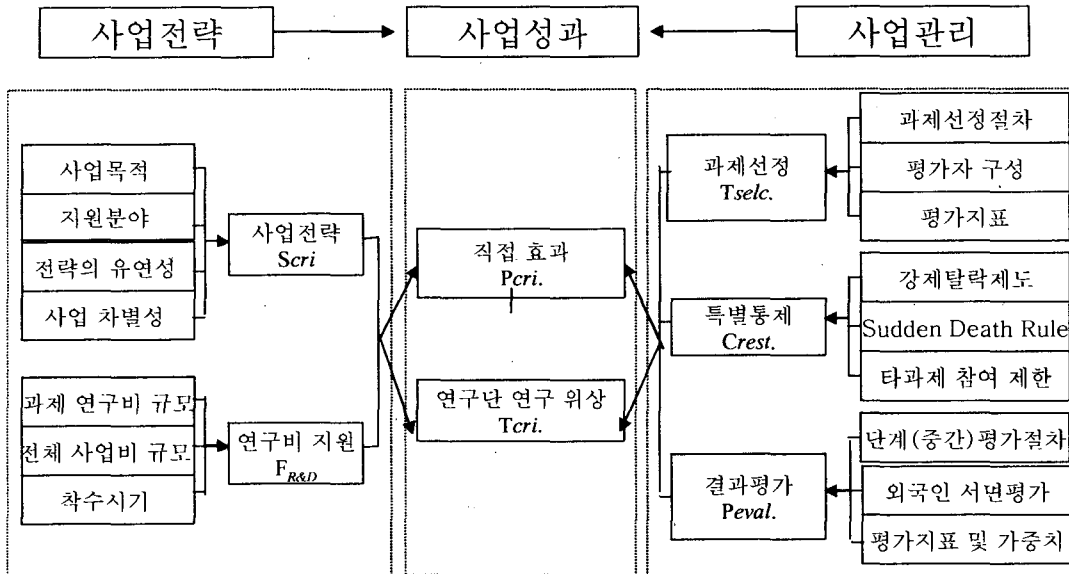 사업전략
사업성과
사업관리
사업목적
지원분야
전략의 유연성
사업 차별성
사업전략
Scri
과제 연구비 규모
전체 사업비 규모
착수시기
연구비 지원
F_R&D
직접 효과
Pcri.
연구단 연구 위상
Tcri.
과제선정
Tselc.
특별통제
Crest.
결과평가
Peval.
과제선정절차
평가자 구성
평가지표
강제탈락제도
Sudden Death Rule
타과제 참여 제한
단계(중간)평가절차
외국인 서면평가
평가지표 및 가중치